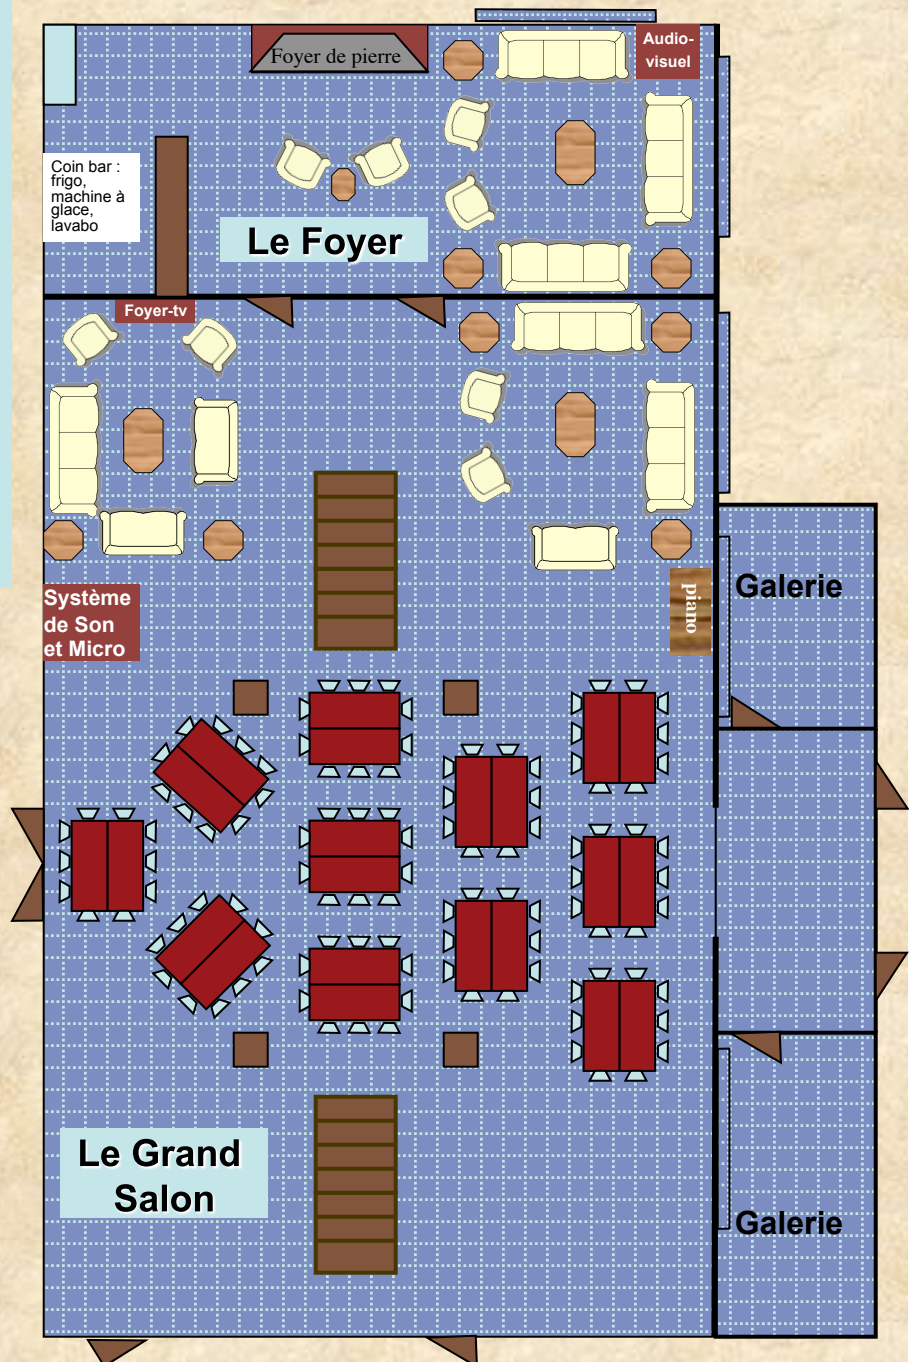 Foyer de pierre
Audio-
visuel
Coin bar :
frigo,
machine à
glace,
lavabo
Le Foyer
Foyer-tv
Système
de Son
et Micro
piano
Galerie
Le Grand
Salon
Galerie